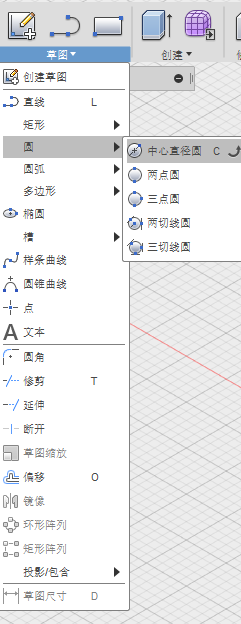 草图▾
创建▾
创建草图
直线 L
矩形
圆
中心直径圆 C
两点圆
三点圆
两切线圆
三切线圆
圆弧
多边形
椭圆
槽
样条曲线
圆锥曲线
点
文本
圆角
修剪 T
延伸
断开
草图缩放
偏移 O
镜像
环形阵列
矩形阵列
投影/包含
草图尺寸 D